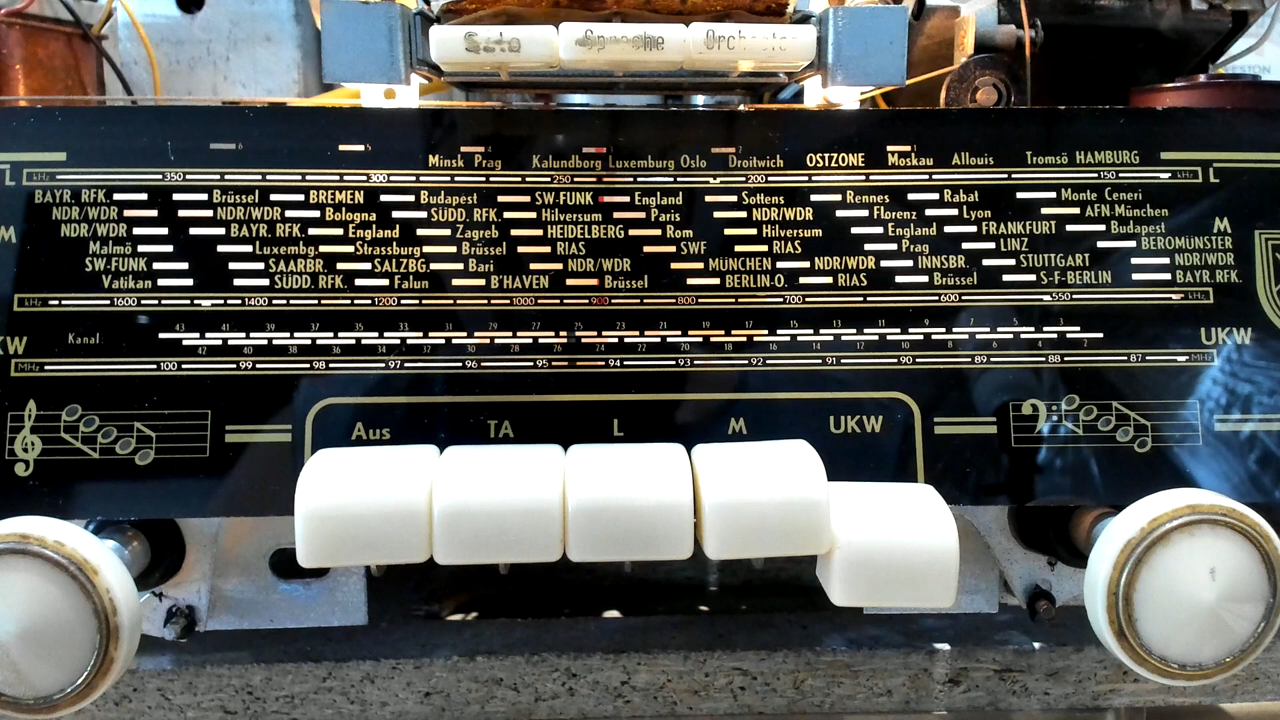 Solo Sprache Orchester
6 5 4 2 1
Minsk Prag Kalundborg Luxemburg Oslo Droitwich OSTZONE Moskau Allouis Tromsö HAMBURG
L kHz 350 300 250 200 150 kHz L
BAYR. RFK. Brüssel BREMEN Budapest SW-FUNK England Sottens Rennes Rabat Monte Ceneri
NDR/WDR NDR/WDR Bologna SÜDD. RFK. Hilversum Paris NDR/WDR Florenz Lyon AFN-München
M NDR/WDR BAYR. RFK. England Zagreb HEIDELBERG Rom Hilversum England FRANKFURT Budapest M
Malmö Luxembg. Strassburg Brüssel RIAS SWF RIAS Prag LINZ BEROMÜNSTER
SW-FUNK SAARBR. SALZBG. Bari NDR/WDR MÜNCHEN NDR/WDR INNSBR. STUTTGART NDR/WDR
Vatikan SÜDD. RFK. Falun B'HAVEN Brüssel BERLIN-O. RIAS Brüssel S-F-BERLIN BAYR.RFK.
kHz 1600 1400 1200 1000 900 800 700 600 550 kHz
43 41 39 37 35 33 31 29 27 25 23 21 19 17 15 13 11 9 7 5 3
KW Kanal UKW
42 40 38 36 34 32 31 30 28 26 24 22 20 18 16 14 12 10 8 6 4 2
MHz 100 99 98 97 96 95 94 93 92 91 90 89 88 87 MHz
Aus TA L M UKW